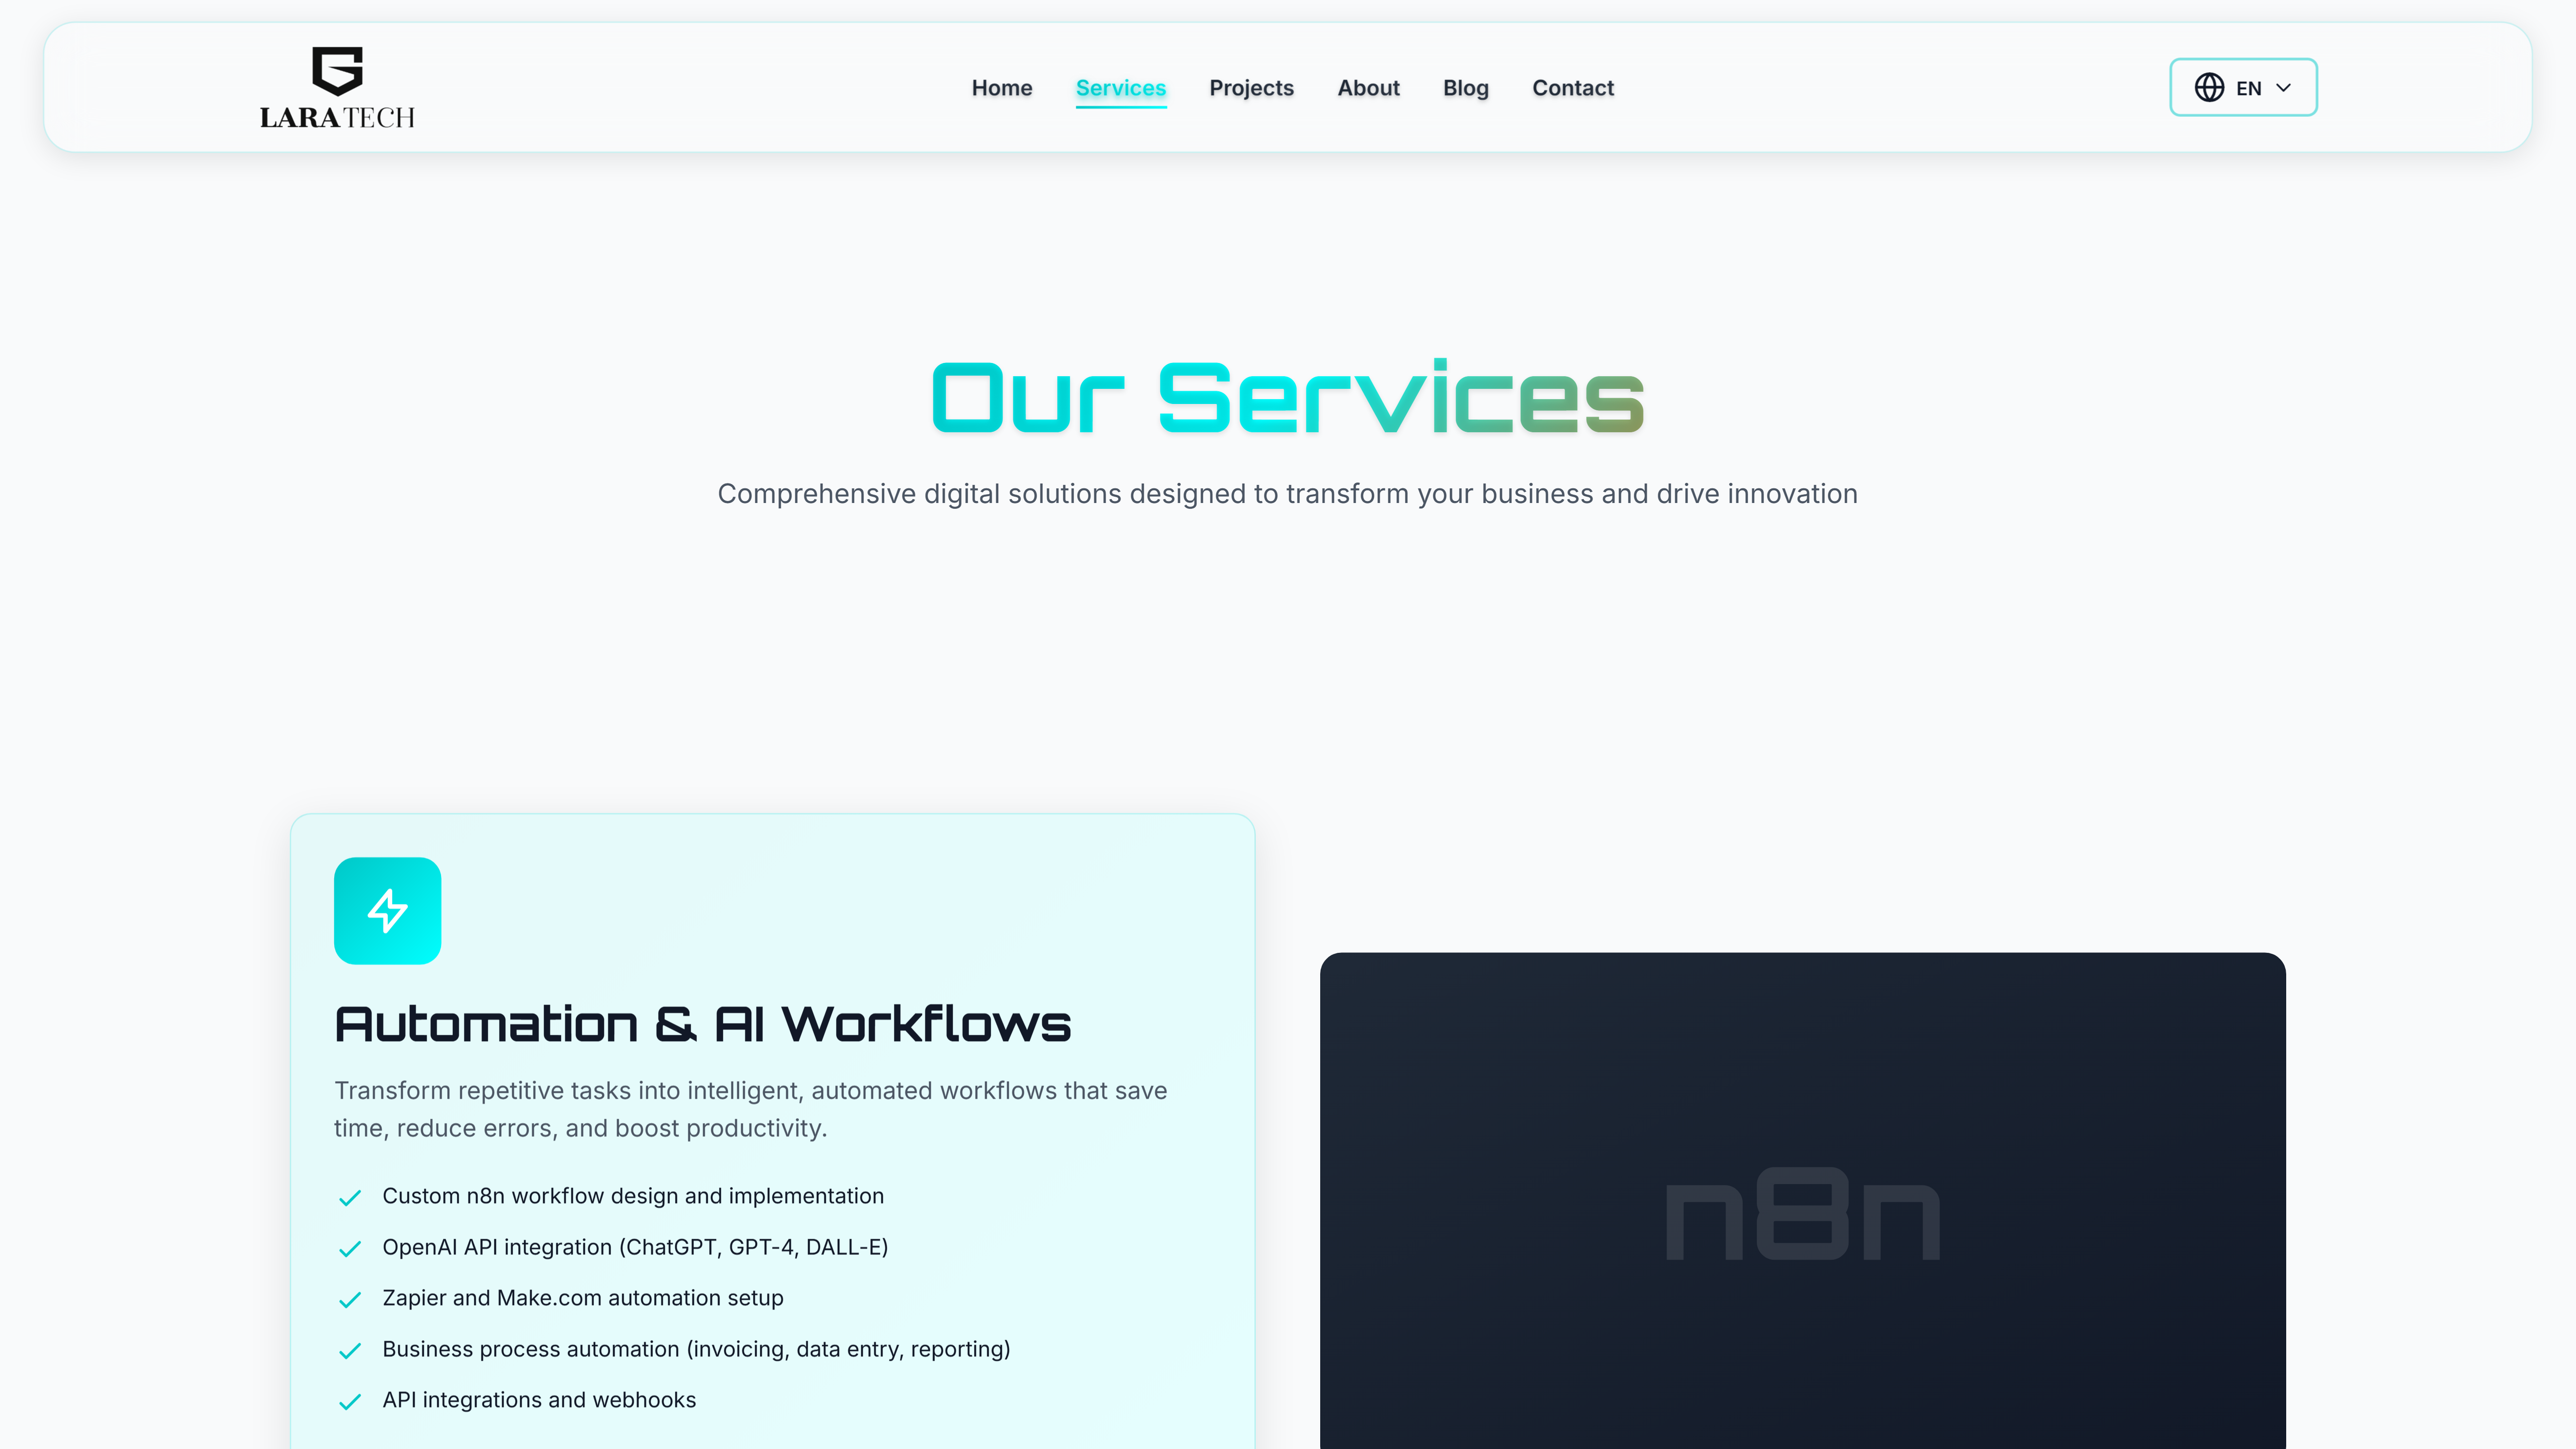 LARATECH
Home Services Projects About Blog Contact
EN
Our Services
Comprehensive digital solutions designed to transform your business and drive innovation
Automation & AI Workflows
Transform repetitive tasks into intelligent, automated workflows that save
time, reduce errors, and boost productivity.
Custom n8n workflow design and implementation
OpenAI API integration (ChatGPT, GPT-4, DALL-E)
Zapier and Make.com automation setup
Business process automation (invoicing, data entry, reporting)
API integrations and webhooks
n8n